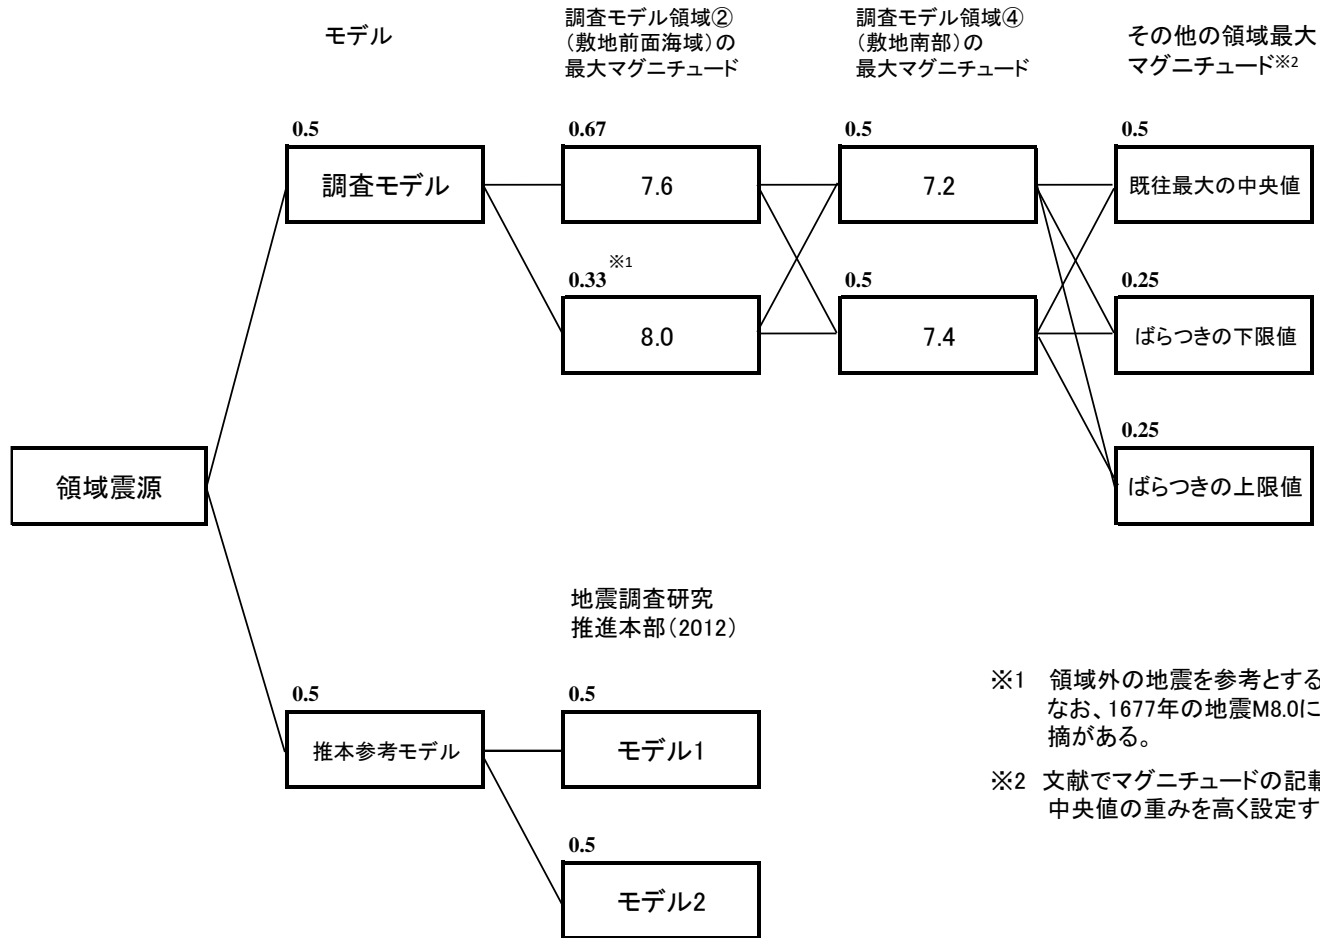 モデル
調査モデル領域②
(敷地前面海域)の
最大マグニチュード
調査モデル領域④
(敷地南部)の
最大マグニチュード
その他の領域最大
マグニチュード※2
0.5
調査モデル
0.67
7.6
0.5
7.2
0.5
既往最大の中央値
0.33※1
8.0
0.5
7.4
0.25
ばらつきの下限値
0.25
ばらつきの上限値
領域震源
地震調査研究
推進本部(2012)
0.5
推本参考モデル
0.5
モデル1
0.5
モデル2
※1 領域外の地震を参考とする
なお、1677年の地震M8.0に
摘がある。
※2 文献でマグニチュードの記載
中央値の重みを高く設定す